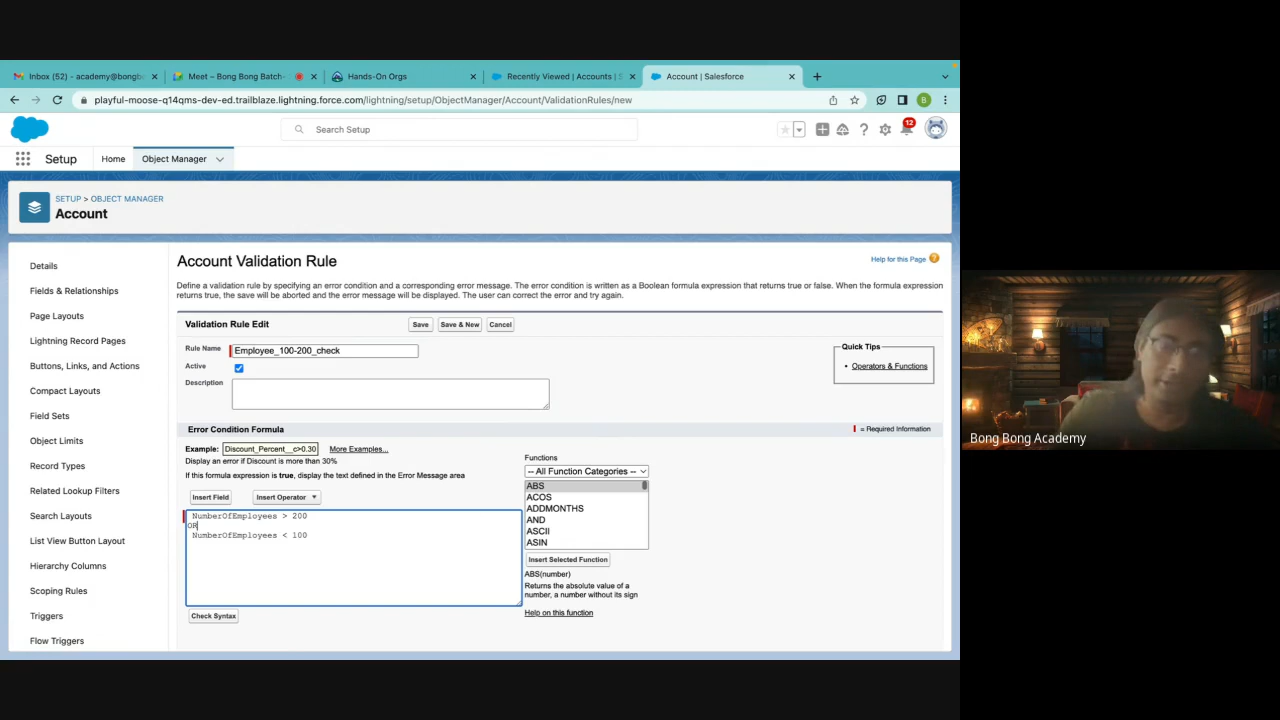 Inbox (52) - academy@bongb
Meet – Bong Bong Batch-
Hands-On Orgs
Recently Viewed | Accounts | S
Account | Salesforce
playful-moose-q14qms-dev-ed.trailblaze.lightning.force.com/lightning/setup/ObjectManager/Account/ValidationRules/new
B
Search Setup
12
Setup
Home
Object Manager
SETUP > OBJECT MANAGER
Account
Details
Fields & Relationships
Page Layouts
Lightning Record Pages
Buttons, Links, and Actions
Compact Layouts
Field Sets
Object Limits
Record Types
Related Lookup Filters
Search Layouts
List View Button Layout
Hierarchy Columns
Scoping Rules
Triggers
Flow Triggers
Account Validation Rule
Help for this Page
Define a validation rule by specifying an error condition and a corresponding error message. The error condition is written as a Boolean formula expression that returns true or false. When the formula expression
returns true, the save will be aborted and the error message will be displayed. The user can correct the error and try again.
Validation Rule Edit
Save
Save & New
Cancel
Rule Name
Employee_100-200_check
Active
Description
Quick Tips
• Operators & Functions
Error Condition Formula
= Required Information
Example:
Discount_Percent__c>0.30
More Examples...
Display an error if Discount is more than 30%
If this formula expression is true, display the text defined in the Error Message area
Insert Field
Insert Operator
NumberOfEmployees > 200
OR
NumberOfEmployees < 100
Check Syntax
Functions
-- All Function Categories --
ABS
ACOS
ADDMONTHS
AND
ASCII
ASIN
Insert Selected Function
ABS(number)
Returns the absolute value of a
number, a number without its sign
Help on this function
Bong Bong Academy